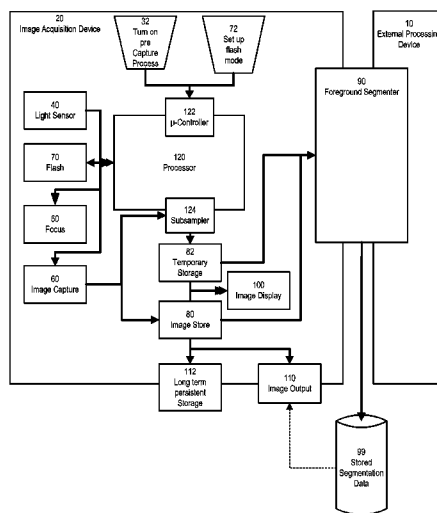 20
Image Acquisition Device
32
Turn on
pre
Capture
Process
72
Set up
flash
mode
10
External Processing
Device
90
Foreground Segmenter
40
Light Sensor
122
µ-Controller
70
Flash
120
Processor
Focus
124
Subsampler
60
Image Capture
82
Temporary
Storage
100
Image Display
80
Image Store
112
Long term
persistent
Storage
110
Image Output
99
Stored
Segmentation
Data